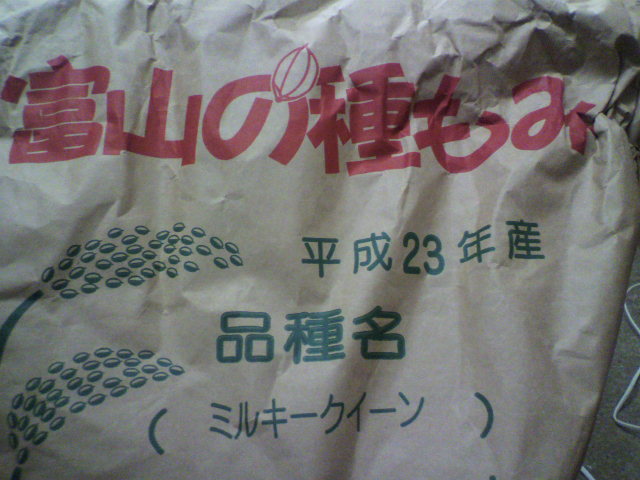 富山の種もみ
平成23年産
品種名
(ミルキークイーン)